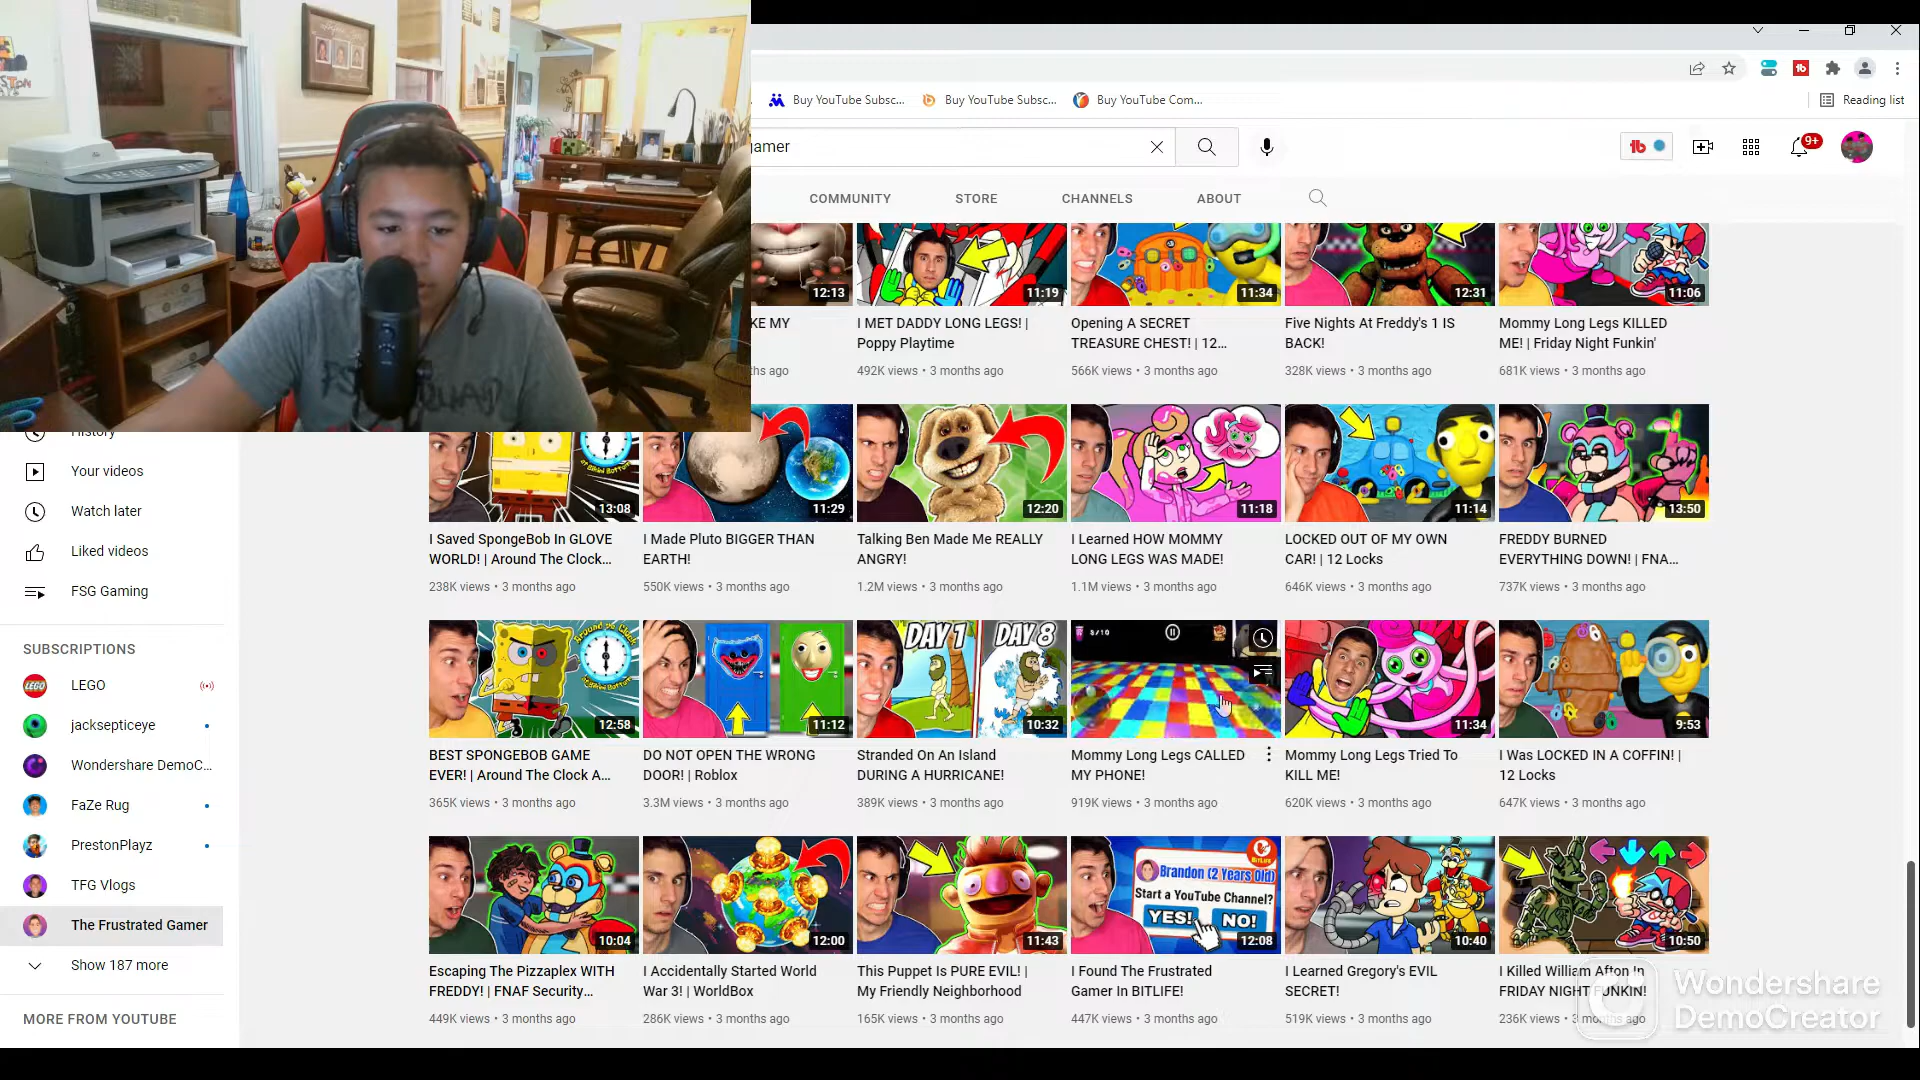 Buy YouTube Subsc...
Buy YouTube Subsc...
Buy YouTube Com...
Reading list
gamer
9+
COMMUNITY
STORE
CHANNELS
ABOUT
12:13
11:19
11:34
12:31
11:06
KE MY
I MET DADDY LONG LEGS! |
Poppy Playtime
Opening A SECRET
TREASURE CHEST! | 12...
Five Nights At Freddy's 1 IS
BACK!
Mommy Long Legs KILLED
ME! | Friday Night Funkin'
ths ago
492K views • 3 months ago
566K views • 3 months ago
328K views • 3 months ago
681K views • 3 months ago
History
Your videos
Watch later
Liked videos
FSG Gaming
13:08
11:29
12:20
11:18
11:14
13:50
I Saved SpongeBob In GLOVE
WORLD! | Around The Clock...
I Made Pluto BIGGER THAN
EARTH!
Talking Ben Made Me REALLY
ANGRY!
I Learned HOW MOMMY
LONG LEGS WAS MADE!
LOCKED OUT OF MY OWN
CAR! | 12 Locks
FREDDY BURNED
EVERYTHING DOWN! | FNA...
238K views • 3 months ago
550K views • 3 months ago
1.2M views • 3 months ago
1.1M views • 3 months ago
646K views • 3 months ago
737K views • 3 months ago
SUBSCRIPTIONS
LEGO
jacksepticeye
Wondershare DemoC...
FaZe Rug
PrestonPlayz
TFG Vlogs
The Frustrated Gamer
Show 187 more
MORE FROM YOUTUBE
DAY 1
DAY 8
3/10
12:58
11:12
10:32
11:34
9:53
BEST SPONGEBOB GAME
EVER! | Around The Clock A...
DO NOT OPEN THE WRONG
DOOR! | Roblox
Stranded On An Island
DURING A HURRICANE!
Mommy Long Legs CALLED
MY PHONE!
Mommy Long Legs Tried To
KILL ME!
I Was LOCKED IN A COFFIN! |
12 Locks
365K views • 3 months ago
3.3M views • 3 months ago
389K views • 3 months ago
919K views • 3 months ago
620K views • 3 months ago
647K views • 3 months ago
BitLife
Brandon (2 Years Old)
Start a YouTube Channel?
YES! NO!
10:04
12:00
11:43
12:08
10:40
10:50
Escaping The Pizzaplex WITH
FREDDY! | FNAF Security...
I Accidentally Started World
War 3! | WorldBox
This Puppet Is PURE EVIL! |
My Friendly Neighborhood
I Found The Frustrated
Gamer In BITLIFE!
I Learned Gregory's EVIL
SECRET!
I Killed William Afton In
FRIDAY NIGHT FUNKIN!
449K views • 3 months ago
286K views • 3 months ago
165K views • 3 months ago
447K views • 3 months ago
519K views • 3 months ago
236K views • 3 months ago
Wondershare
DemoCreator